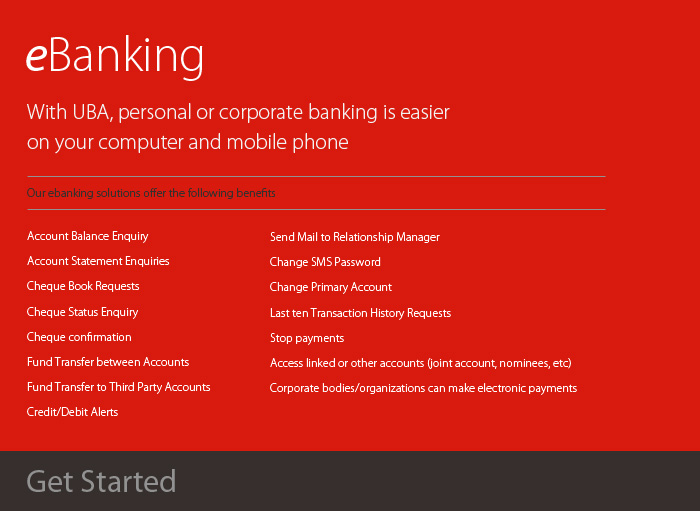 eBanking
With UBA, personal or corporate banking is easier
on your computer and mobile phone
Our ebanking solutions offer the following benefits
Account Balance Enquiry
Account Statement Enquiries
Cheque Book Requests
Cheque Status Enquiry
Cheque confirmation
Fund Transfer between Accounts
Fund Transfer to Third Party Accounts
Credit/Debit Alerts
Send Mail to Relationship Manager
Change SMS Password
Change Primary Account
Last ten Transaction History Requests
Stop payments
Access linked or other accounts (joint account, nominees, etc)
Corporate bodies/organizations can make electronic payments
Get Started